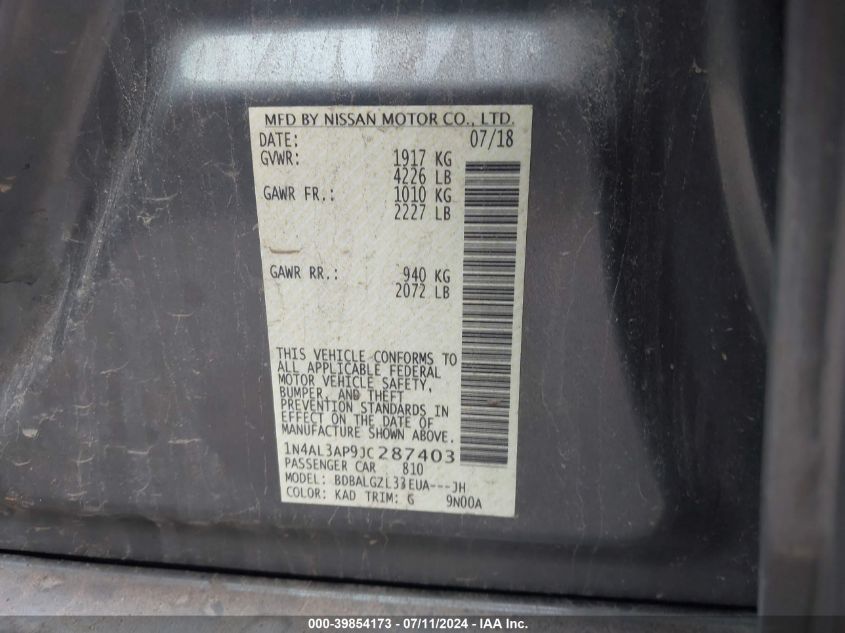 MFD BY NISSAN MOTOR CO., LTD.
DATE: 07/18
GVWR: 1917 KG
4226 LB
GAWR FR.: 1010 KG
2227 LB
GAWR RR.: 940 KG
2072 LB
THIS VEHICLE CONFORMS TO
ALL APPLICABLE FEDERAL
MOTOR VEHICLE SAFETY,
BUMPER, AND THEFT
PREVENTION STANDARDS IN
EFFECT ON THE DATE OF
MANUFACTURE SHOWN ABOVE.
1N4AL3AP9JC287403
PASSENGER CAR 810
MODEL: BDBALGZL33EUA---JH
COLOR: KAD TRIM: G 9N00A
000-39854173 - 07/11/2024 - IAA Inc.